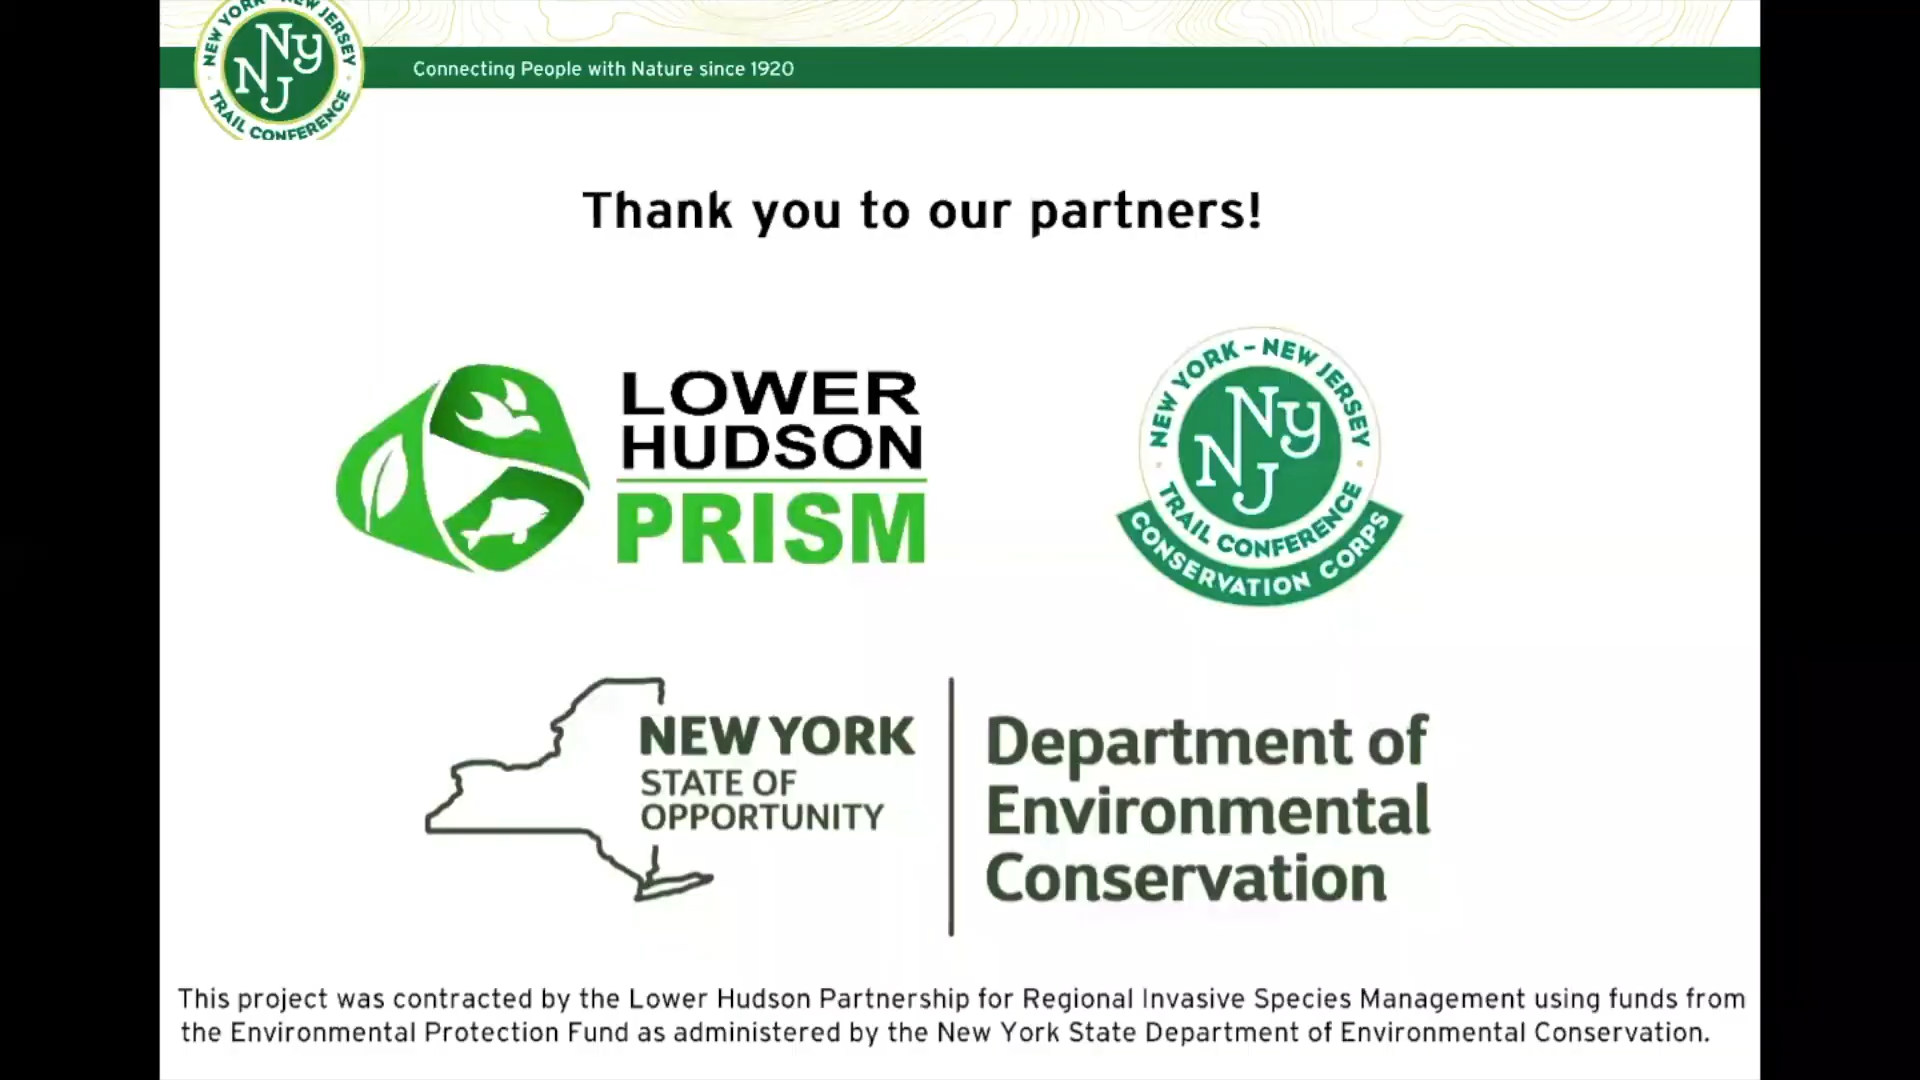 NEW YORK - NEW JERSEY
NY
NJ
TRAIL CONFERENCE
Connecting People with Nature since 1920
Thank you to our partners!
LOWER
HUDSON
PRISM
NEW YORK - NEW JERSEY
NY
NJ
TRAIL CONFERENCE
CONSERVATION CORPS
NEW YORK
STATE OF
OPPORTUNITY
Department of
Environmental
Conservation
This project was contracted by the Lower Hudson Partnership for Regional Invasive Species Management using funds from
the Environmental Protection Fund as administered by the New York State Department of Environmental Conservation.